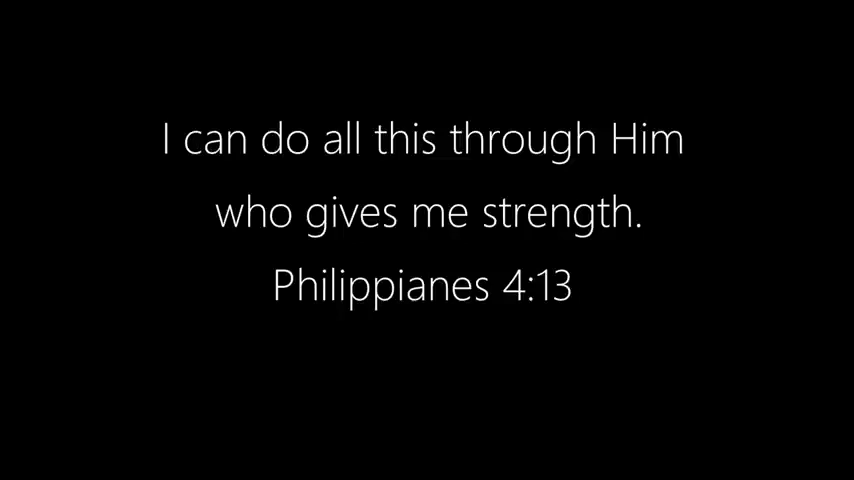 I can do all this through Him
who gives me strength.
Philippianes 4:13